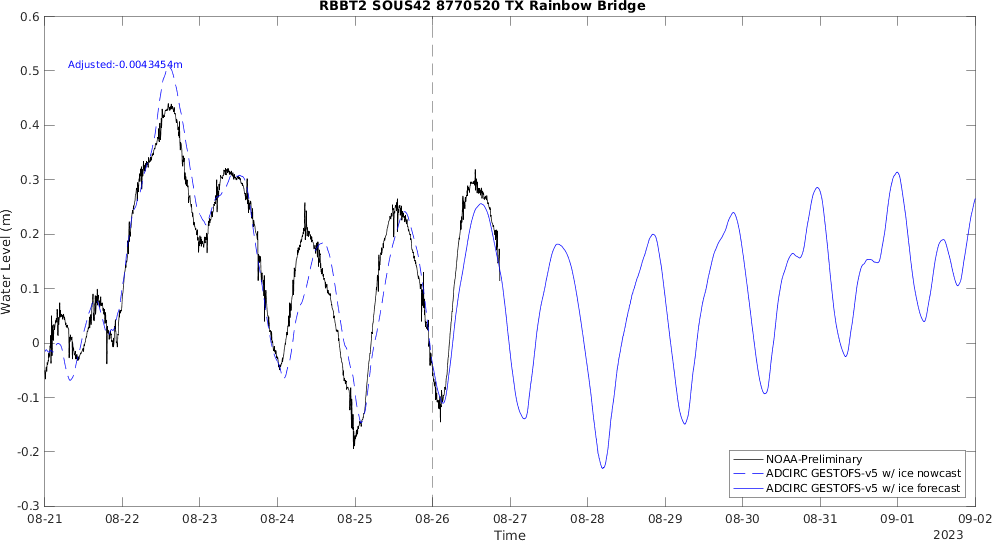 RBBT2 SOUS42 8770520 TX Rainbow Bridge
Adjusted:-0.0043454m
Water Level (m)
0.6
0.5
0.4
0.3
0.2
0.1
0
-0.1
-0.2
-0.3
NOAA-Preliminary
ADCIRC GESTOFS-v5 w/ ice nowcast
ADCIRC GESTOFS-v5 w/ ice forecast
08-21 08-22 08-23 08-24 08-25 08-26 08-27 08-28 08-29 08-30 08-31 09-01 09-02
Time
2023